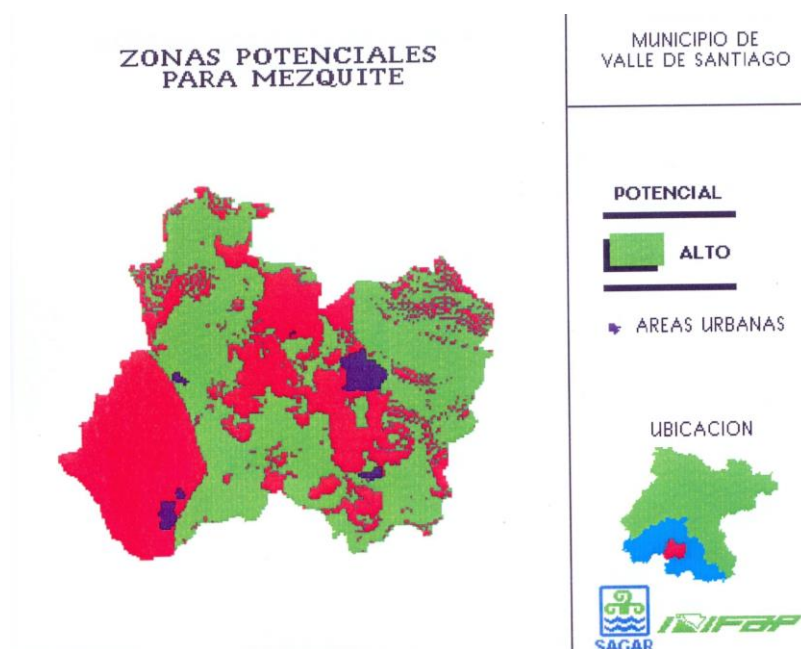 ZONAS POTENCIALES
PARA MEZQUITE
MUNICIPIO DE
VALLE DE SANTIAGO
POTENCIAL
ALTO
AREAS URBANAS
UBICACION
SAGAR
INIFAP